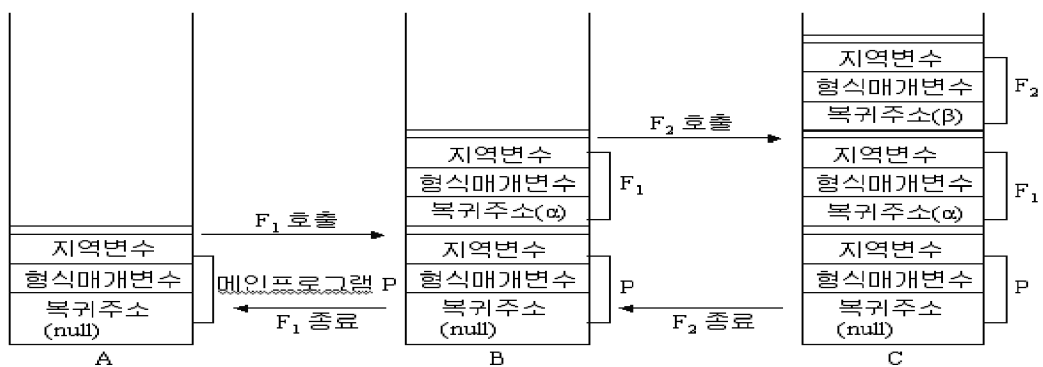 지역변수
형식매개변수
복귀주소
(null)
A
F₁ 호출
메인프로그램 P
F₁ 종료
지역변수
형식매개변수
복귀주소(α)
F₁
지역변수
형식매개변수
복귀주소
(null)
P
B
F₂ 호출
F₂ 종료
지역변수
형식매개변수
복귀주소(β)
F₂
지역변수
형식매개변수
복귀주소(α)
F₁
지역변수
형식매개변수
복귀주소
(null)
P
C